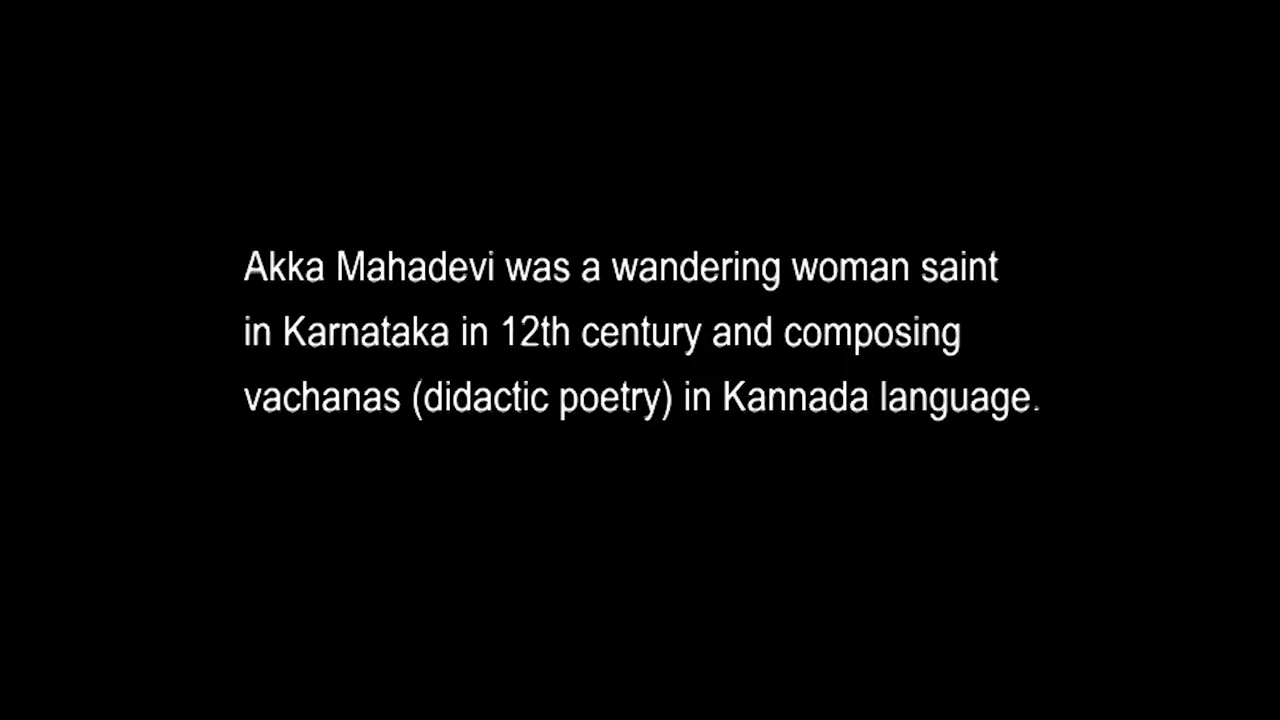 Akka Mahadevi was a wandering woman saint
in Karnataka in 12th century and composing
vachanas (didactic poetry) in Kannada language.